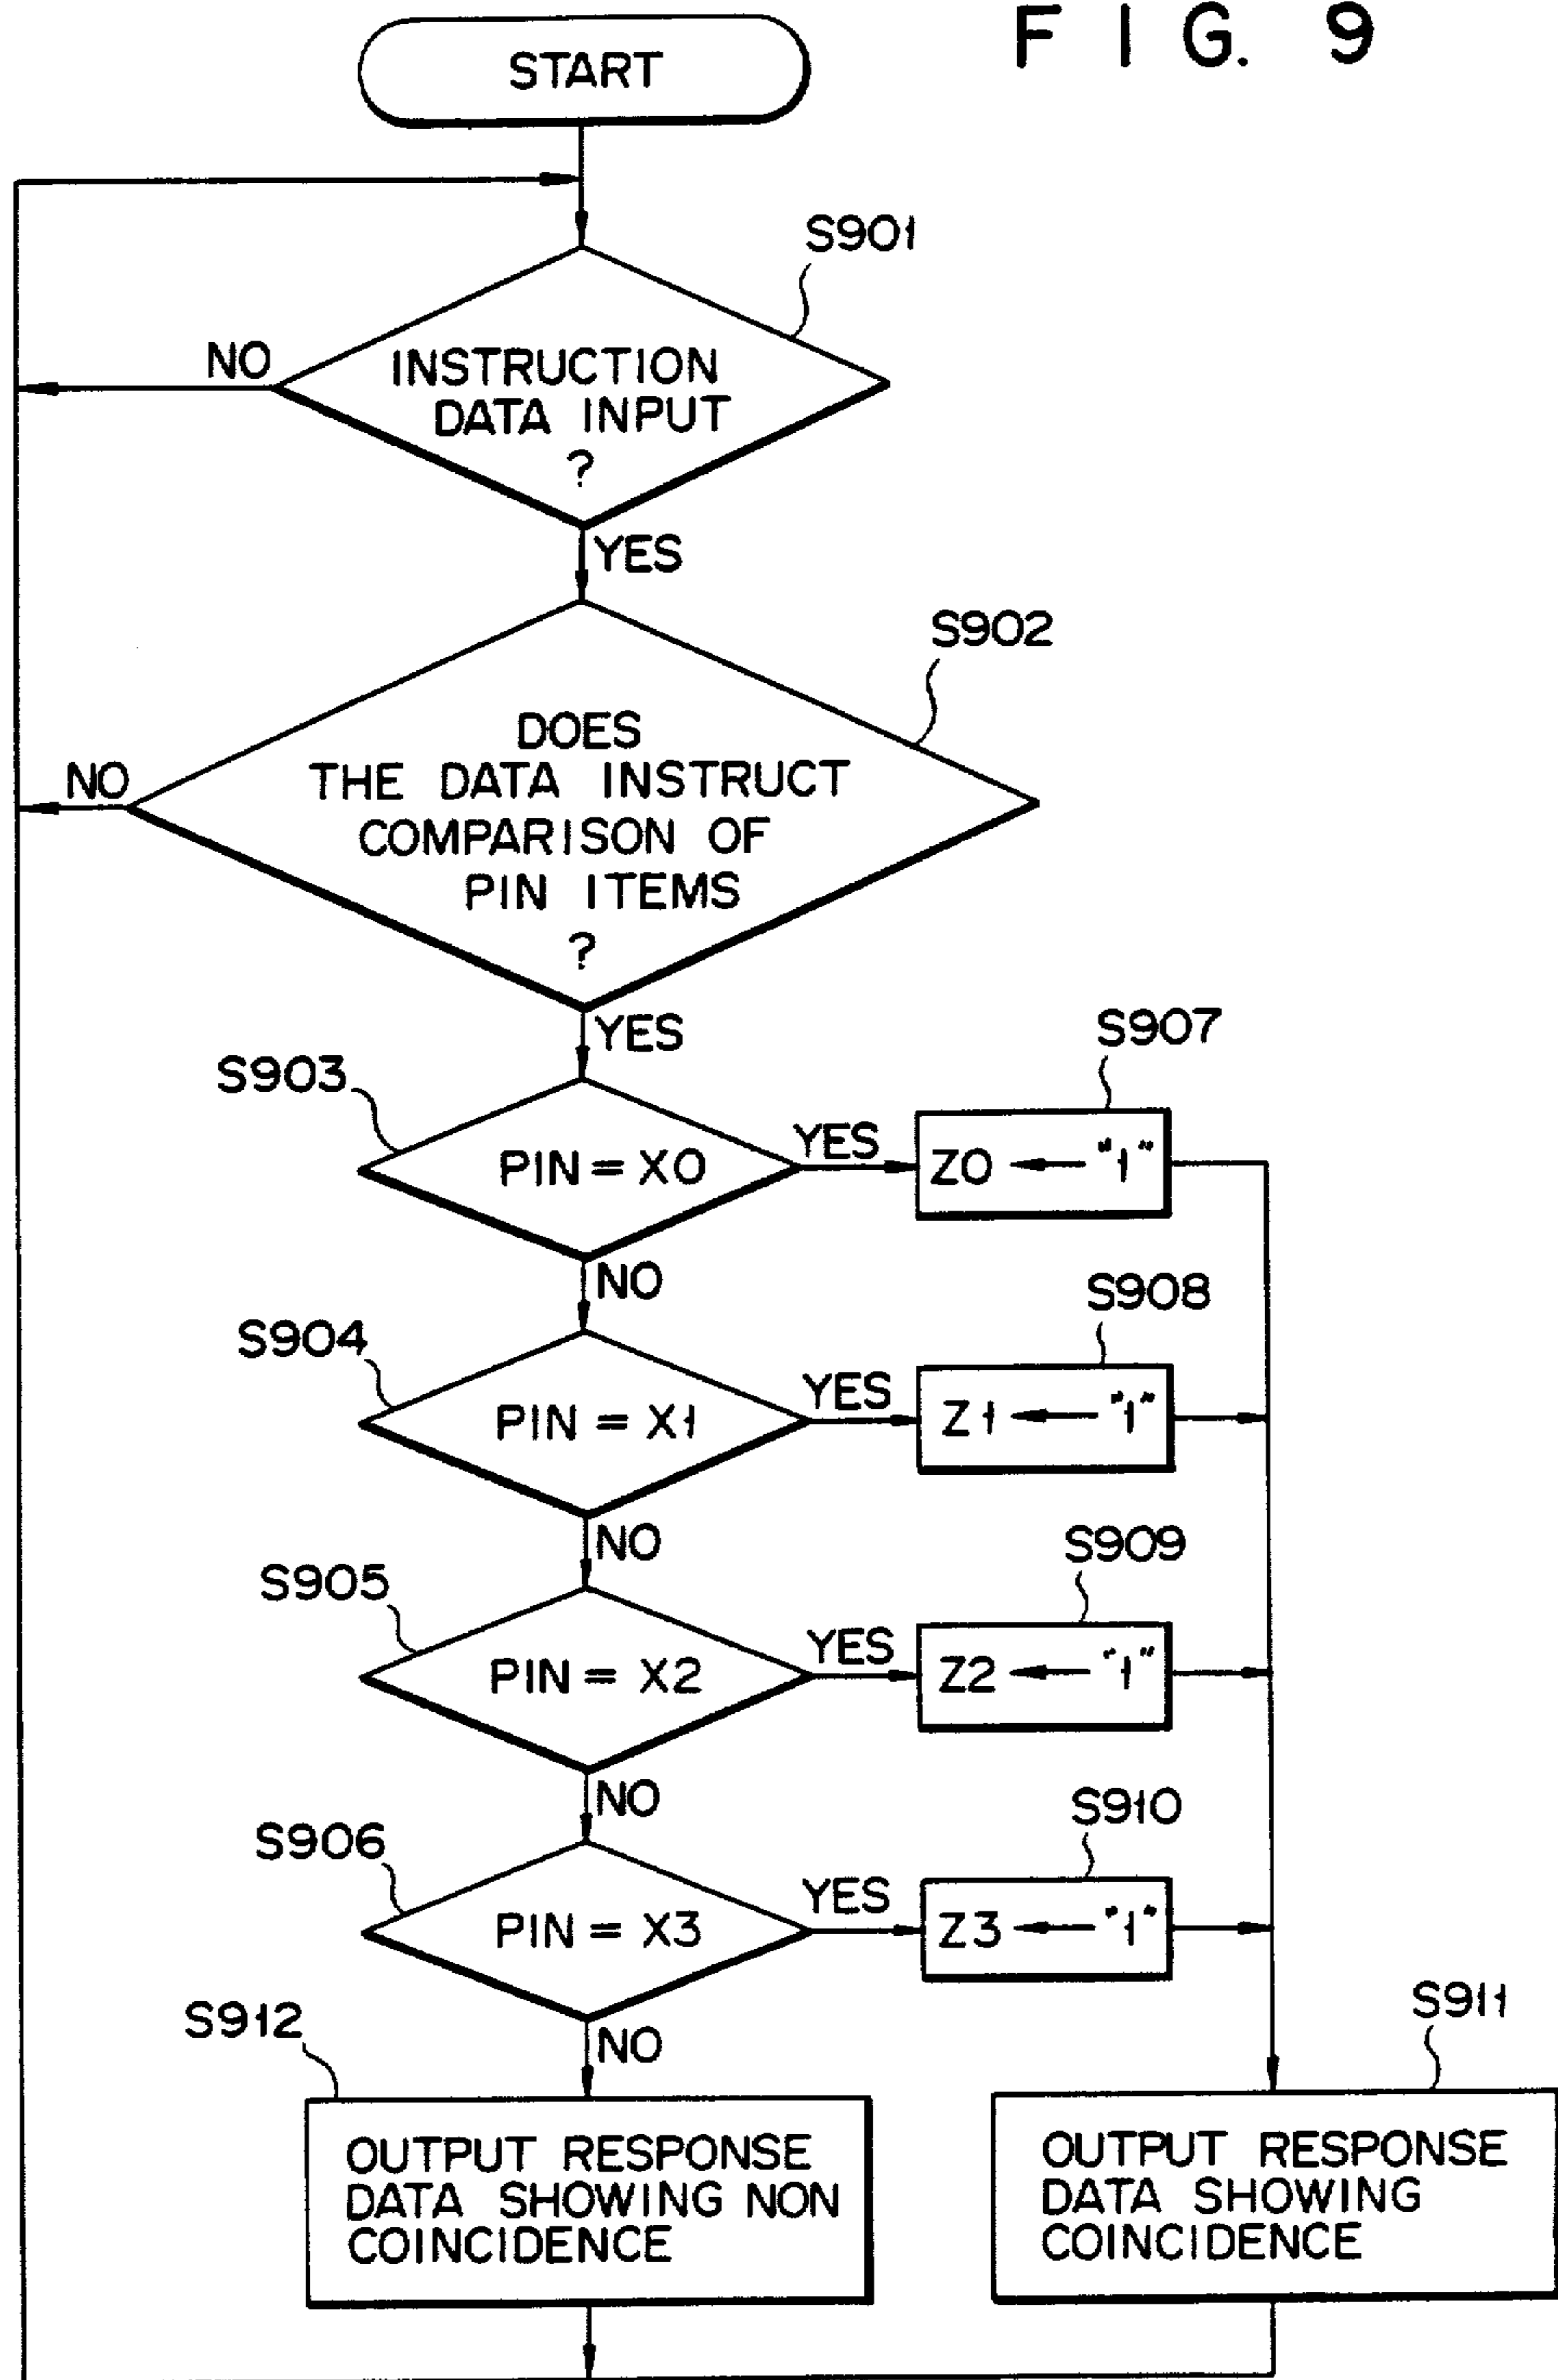 F I G. 9
START
S901
NO
INSTRUCTION
DATA INPUT
?
YES
S902
NO
DOES
THE DATA INSTRUCT
COMPARISON OF
PIN ITEMS
?
YES
S903
PIN = X0
YES
S907
Z0 ← "1"
NO
S904
PIN = X1
YES
S908
Z1 ← "1"
NO
S905
PIN = X2
YES
S909
Z2 ← "1"
NO
S906
PIN = X3
YES
S910
Z3 ← "1"
NO
S912
OUTPUT RESPONSE
DATA SHOWING NON
COINCIDENCE
S911
OUTPUT RESPONSE
DATA SHOWING
COINCIDENCE